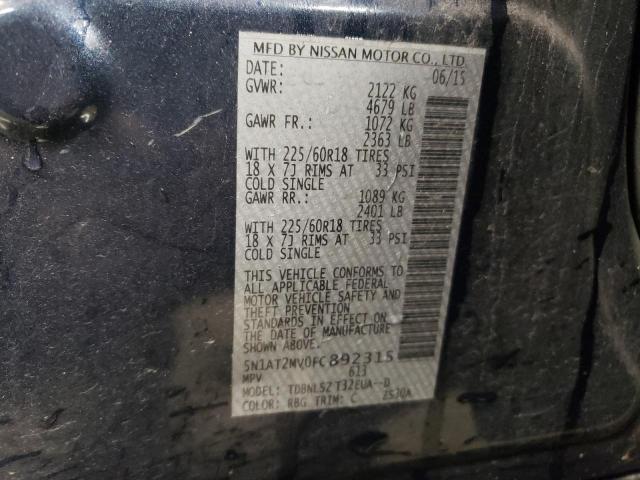 MFD BY NISSAN MOTOR CO., LTD.
DATE: 06/15
GVWR: 2122 KG
4679 LB
GAWR FR.: 1072 KG
2363 LB
WITH 225/60R18 TIRES
18 X 7J RIMS AT 33 PSI
COLD SINGLE
GAWR RR.: 1089 KG
2401 LB
WITH 225/60R18 TIRES
18 X 7J RIMS AT 33 PSI
COLD SINGLE
THIS VEHICLE CONFORMS TO
ALL APPLICABLE FEDERAL
MOTOR VEHICLE SAFETY AND
THEFT PREVENTION
STANDARDS IN EFFECT ON
THE DATE OF MANUFACTURE
SHOWN ABOVE.
5N1AT2MV0FC892315
MPV 613
MODEL: TDBNLSZ T32EUA--D
COLOR: RBG TRIM: C ZSJOA